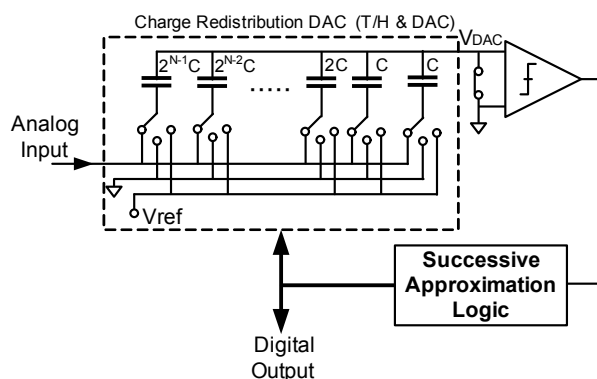 Charge Redistribution DAC (T/H & DAC)
VDAC
2N-1C 2N-2C ..... 2C C C
Analog
Input
Vref
Successive
Approximation
Logic
Digital
Output